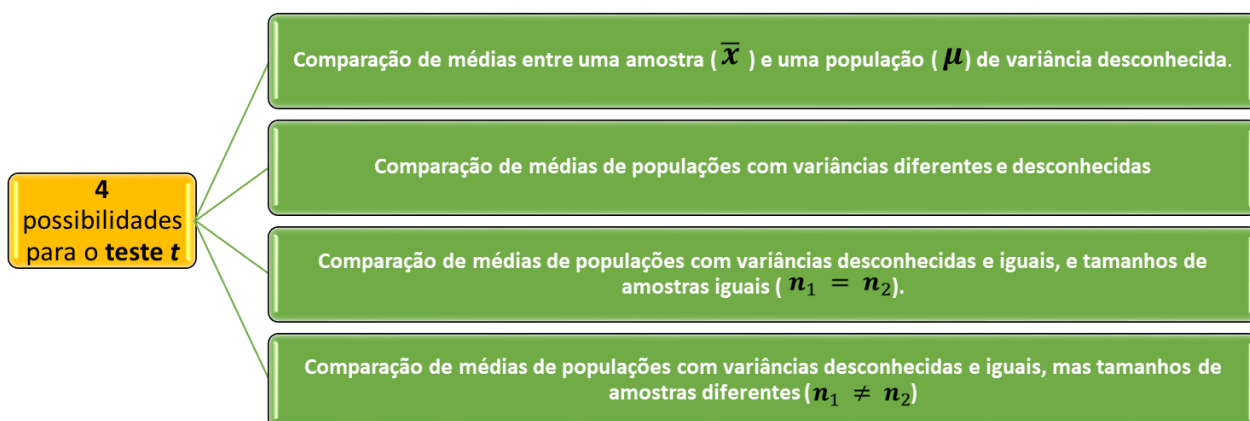 4
possibilidades
para o teste t
Comparação de médias entre uma amostra ( x̅ ) e uma população ( μ) de variância desconhecida.
Comparação de médias de populações com variâncias diferentes e desconhecidas
Comparação de médias de populações com variâncias desconhecidas e iguais, e tamanhos de
amostras iguais ( n₁ = n₂).
Comparação de médias de populações com variâncias desconhecidas e iguais, mas tamanhos de
amostras diferentes (n₁ ≠ n₂)